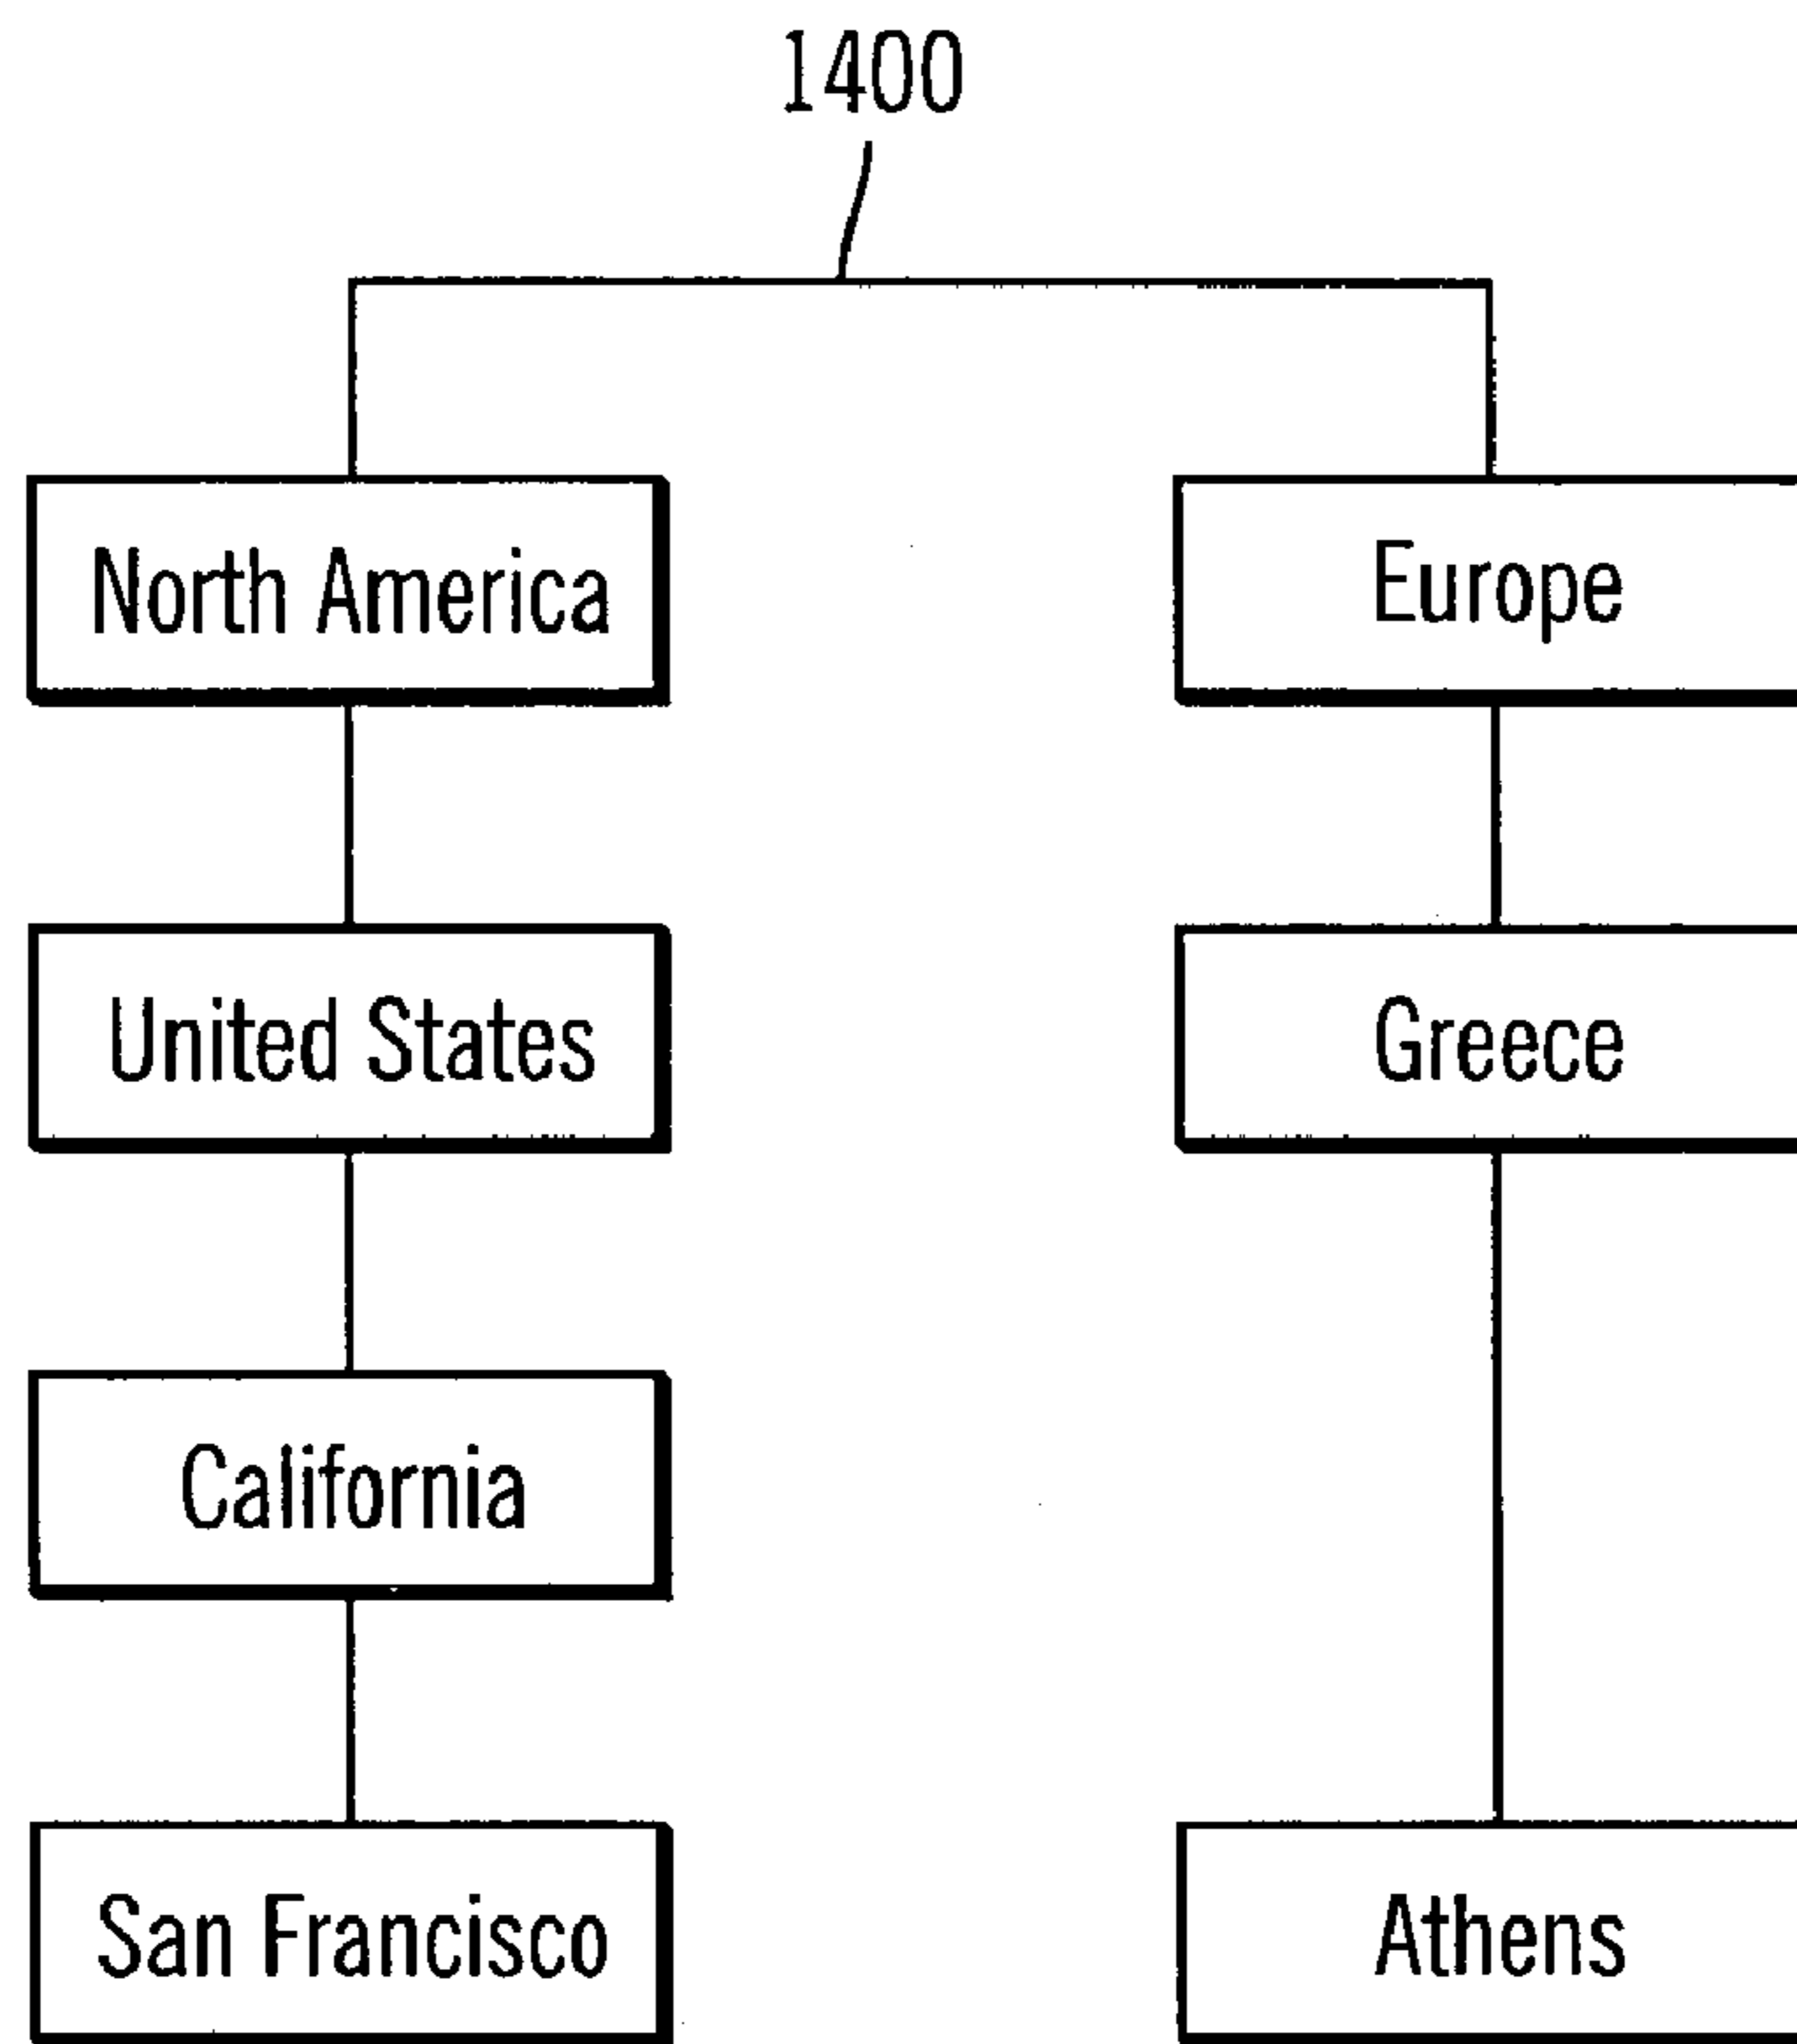 1400
North America
Europe
United States
Greece
California
San Francisco
Athens